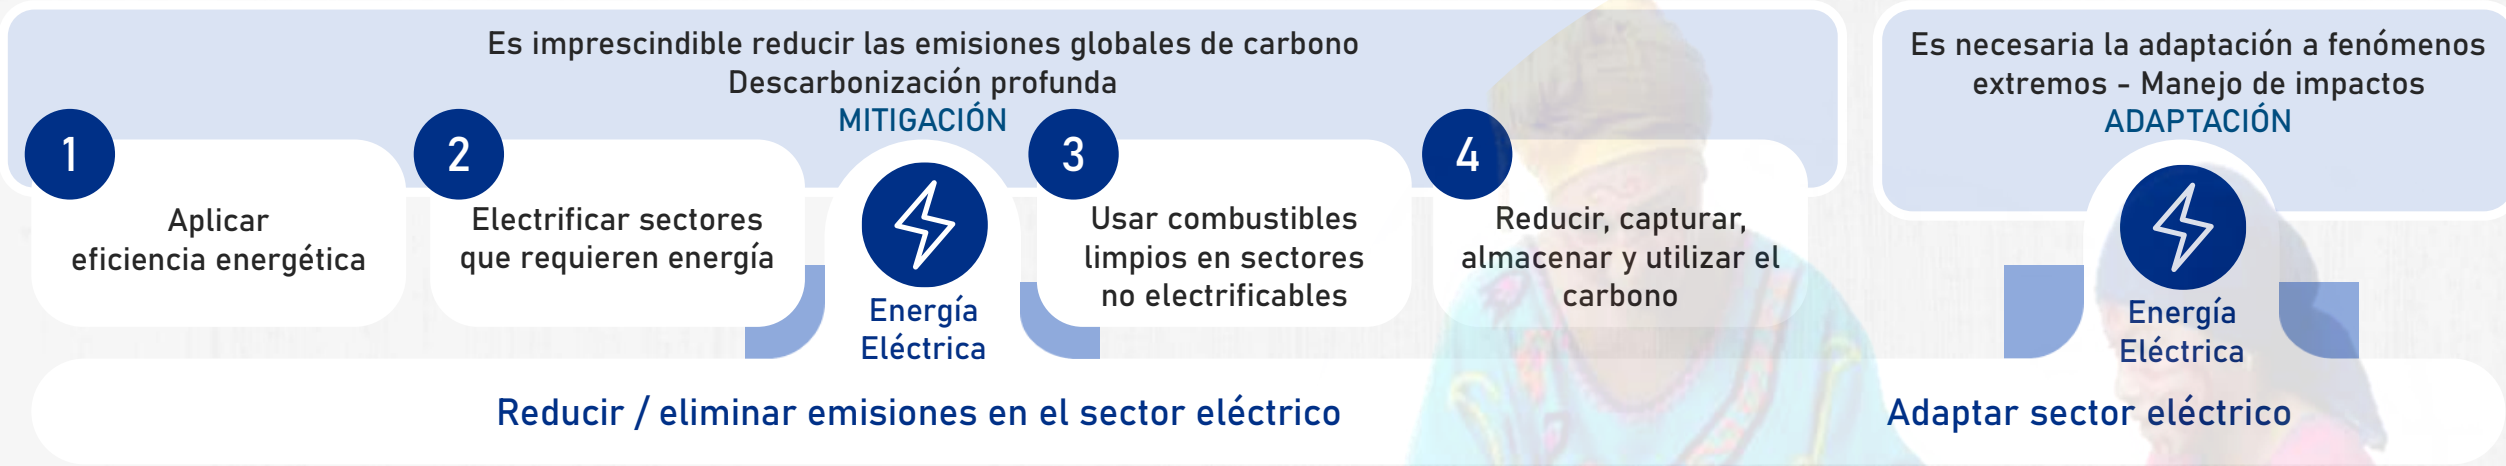 Es imprescindible reducir las emisiones globales de carbono
Descarbonización profunda
MITIGACIÓN
1
Aplicar
eficiencia energética
2
Electrificar sectores
que requieren energía
Energía
Eléctrica
3
Usar combustibles
limpios en sectores
no electrificables
4
Reducir, capturar,
almacenar y utilizar el
carbono
Reducir / eliminar emisiones en el sector eléctrico
Es necesaria la adaptación a fenómenos
extremos - Manejo de impactos
ADAPTACIÓN
Energía
Eléctrica
Adaptar sector eléctrico